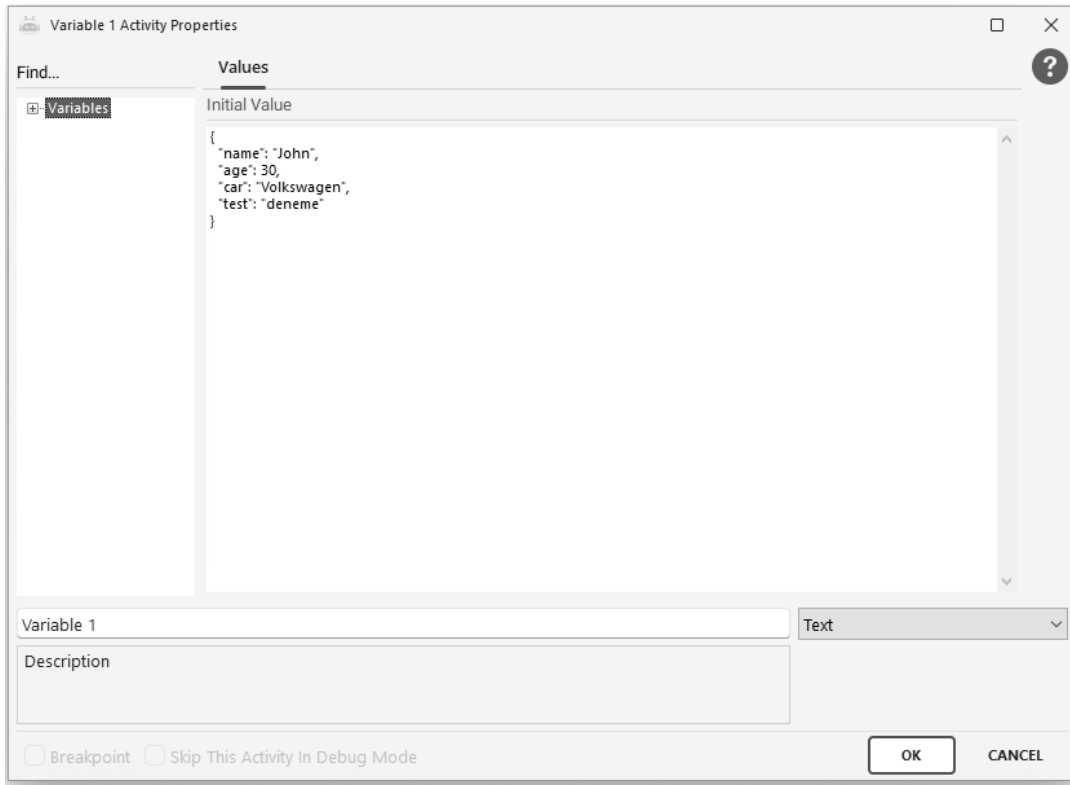 Variable 1 Activity Properties
Find...
Values
?
Variables
Initial Value
{
"name": "John",
"age": 30,
"car": "Volkswagen",
"test": "deneme"
}
Variable 1
Text
Description
Breakpoint
Skip This Activity In Debug Mode
OK
CANCEL